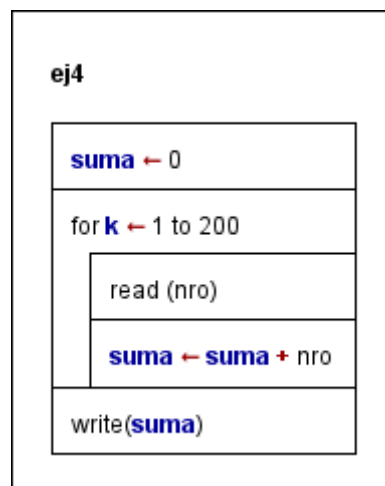 ej4
suma ← 0
for k ← 1 to 200
read (nro)
suma ← suma + nro
write(suma)